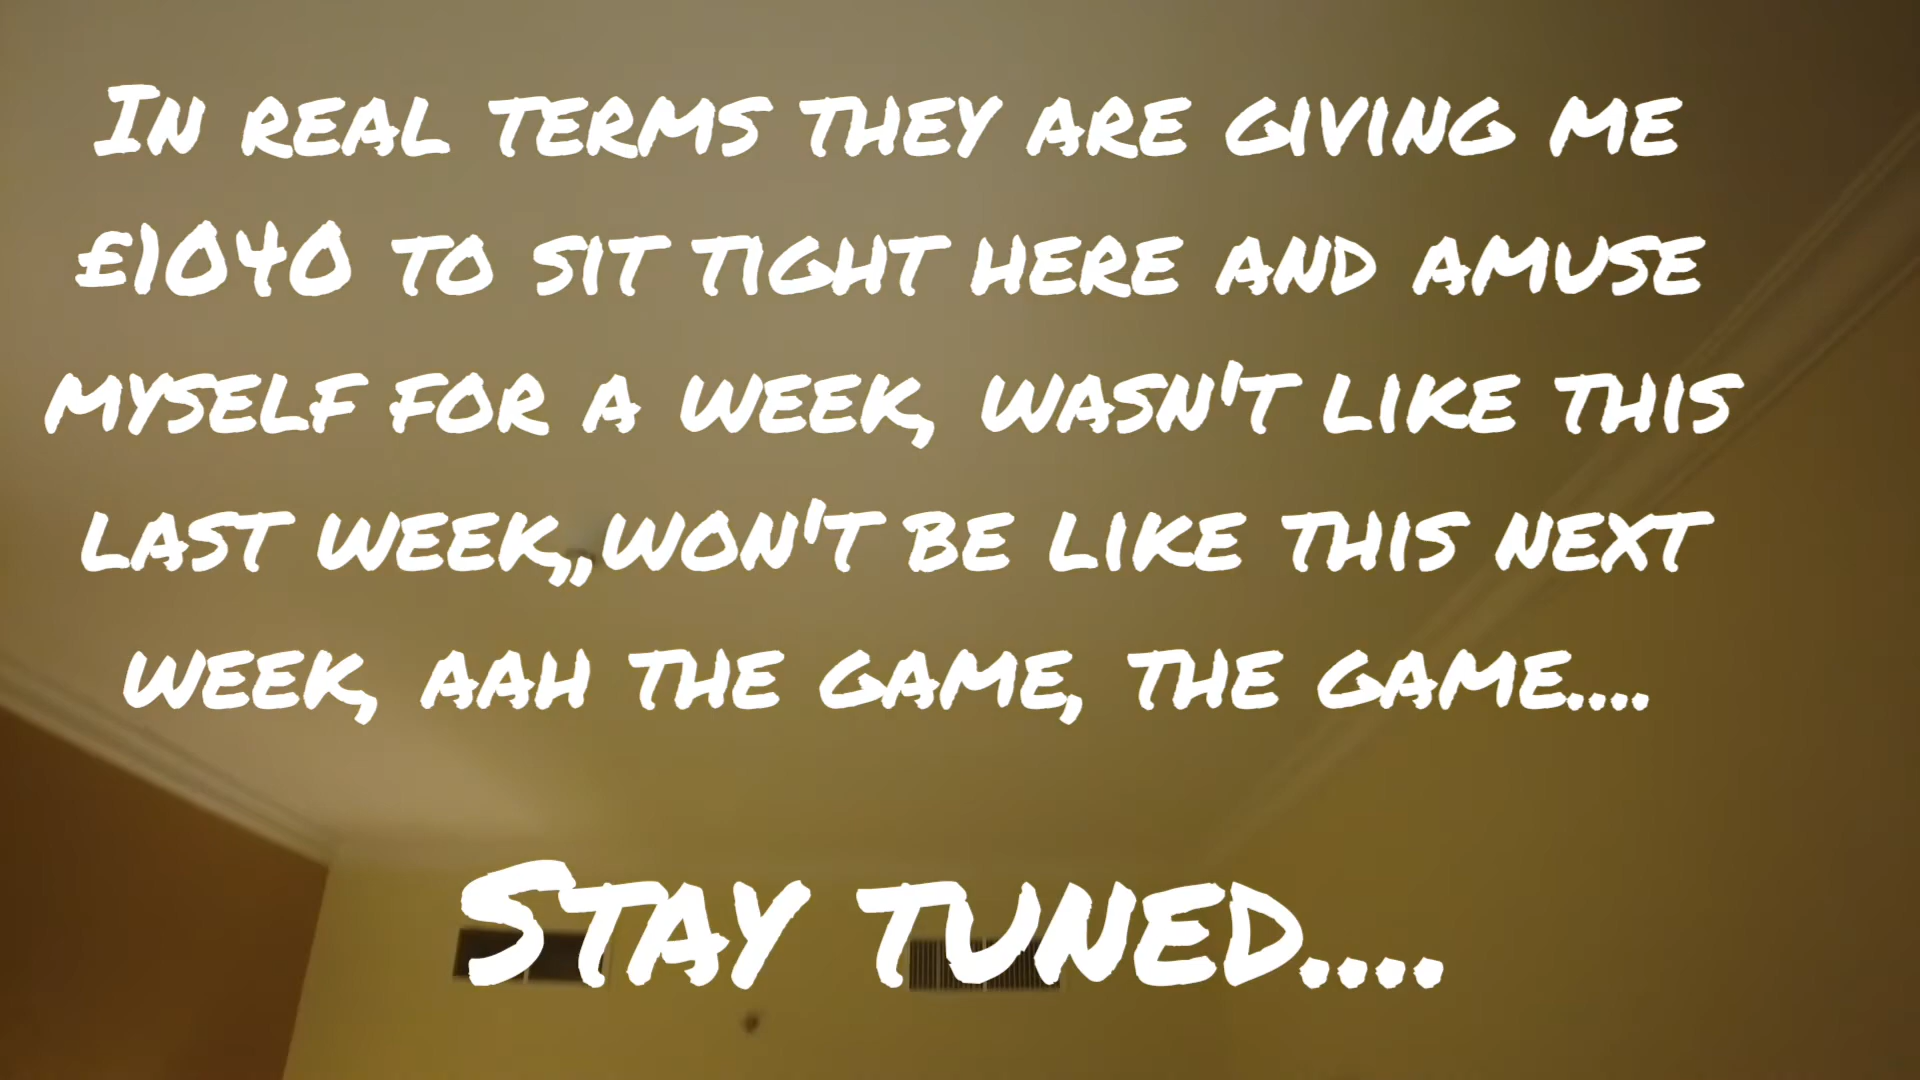 In real terms they are giving me
£1040 to sit tight here and amuse
myself for a week, wasn't like this
last week,,won't be like this next
week, aah the game, the game....
Stay tuned....